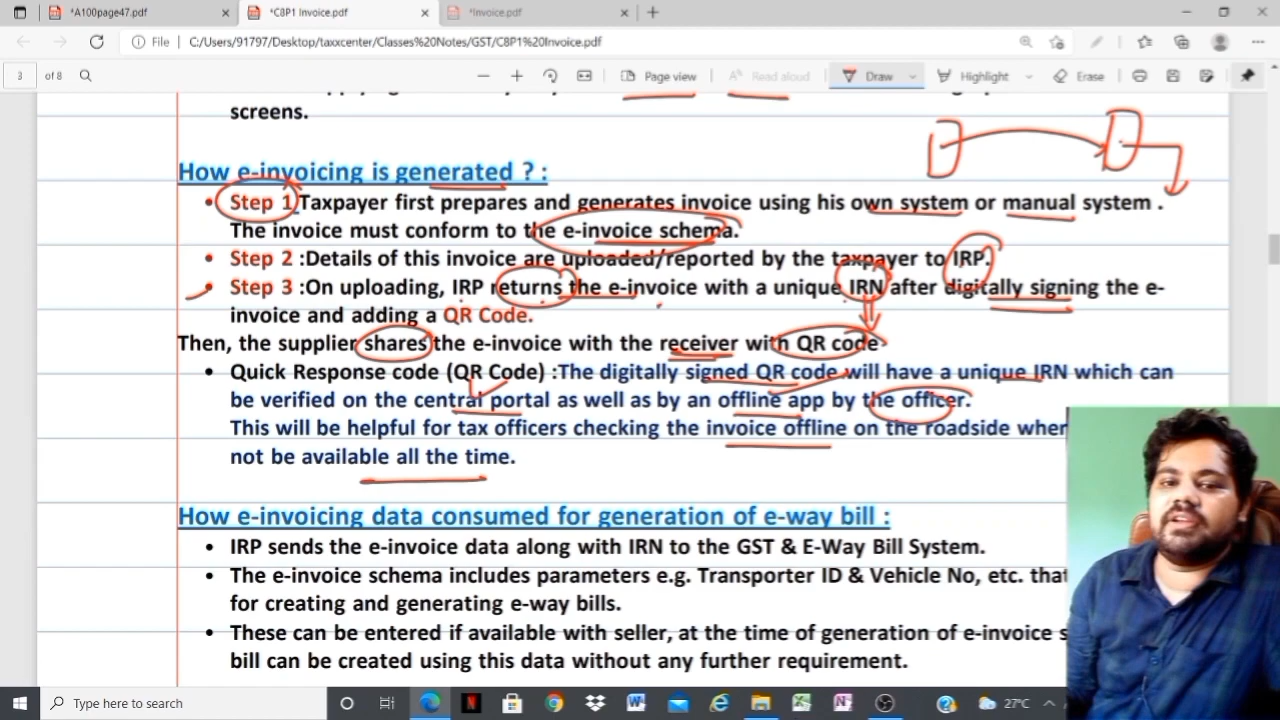 *A100page47.pdf
*C8P1 Invoice.pdf
*Invoice.pdf
File
C:/Users/91797/Desktop/taxxcenter/Classes%20Notes/GST/C8P1%20Invoice.pdf
3 of 8
Page view
Read aloud
Draw
Highlight
Erase
screens.
How e-invoicing is generated ? :
• Step 1 Taxpayer first prepares and generates invoice using his own system or manual system .
The invoice must conform to the e-invoice schema.
• Step 2 :Details of this invoice are uploaded/reported by the taxpayer to IRP.
• Step 3 :On uploading, IRP returns the e-invoice with a unique IRN after digitally signing the e-
invoice and adding a QR Code.
Then, the supplier shares the e-invoice with the receiver with QR code
• Quick Response code (QR Code) :The digitally signed QR code will have a unique IRN which can
be verified on the central portal as well as by an offline app by the officer.
This will be helpful for tax officers checking the invoice offline on the roadside wher
not be available all the time.
How e-invoicing data consumed for generation of e-way bill :
• IRP sends the e-invoice data along with IRN to the GST & E-Way Bill System.
• The e-invoice schema includes parameters e.g. Transporter ID & Vehicle No, etc. that
for creating and generating e-way bills.
• These can be entered if available with seller, at the time of generation of e-invoice s
bill can be created using this data without any further requirement.
Type here to search
27°C